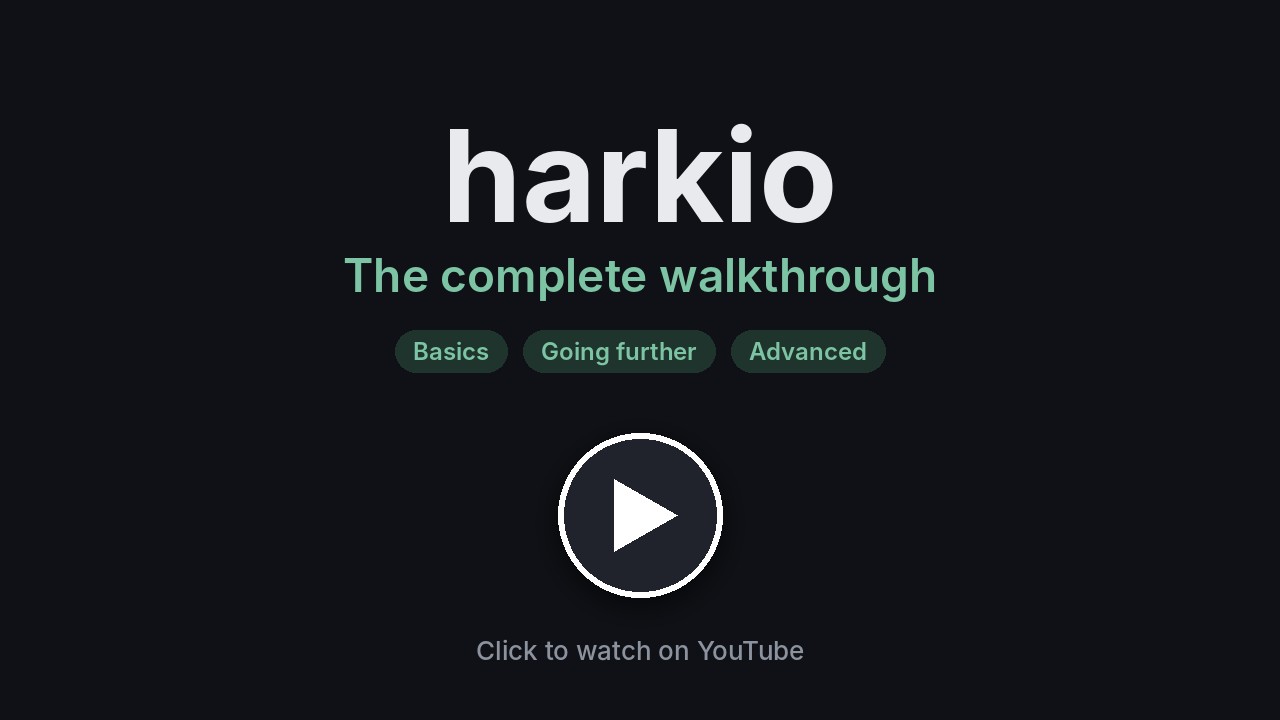 harkio
The complete walkthrough
Basics Going further Advanced
Click to watch on YouTube